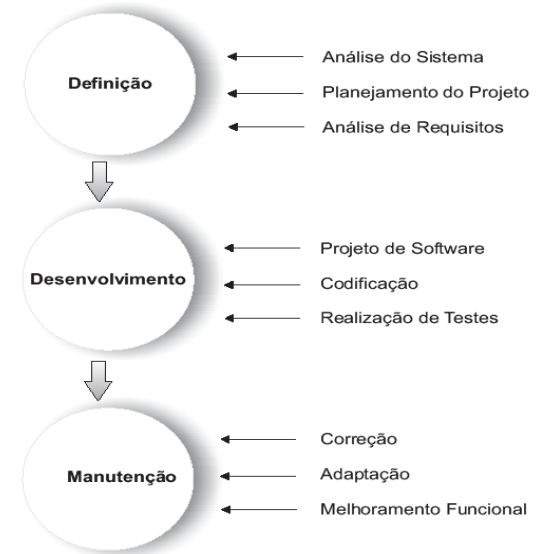 Definição
Análise do Sistema
Planejamento do Projeto
Análise de Requisitos
Desenvolvimento
Projeto de Software
Codificação
Realização de Testes
Manutenção
Correção
Adaptação
Melhoramento Funcional